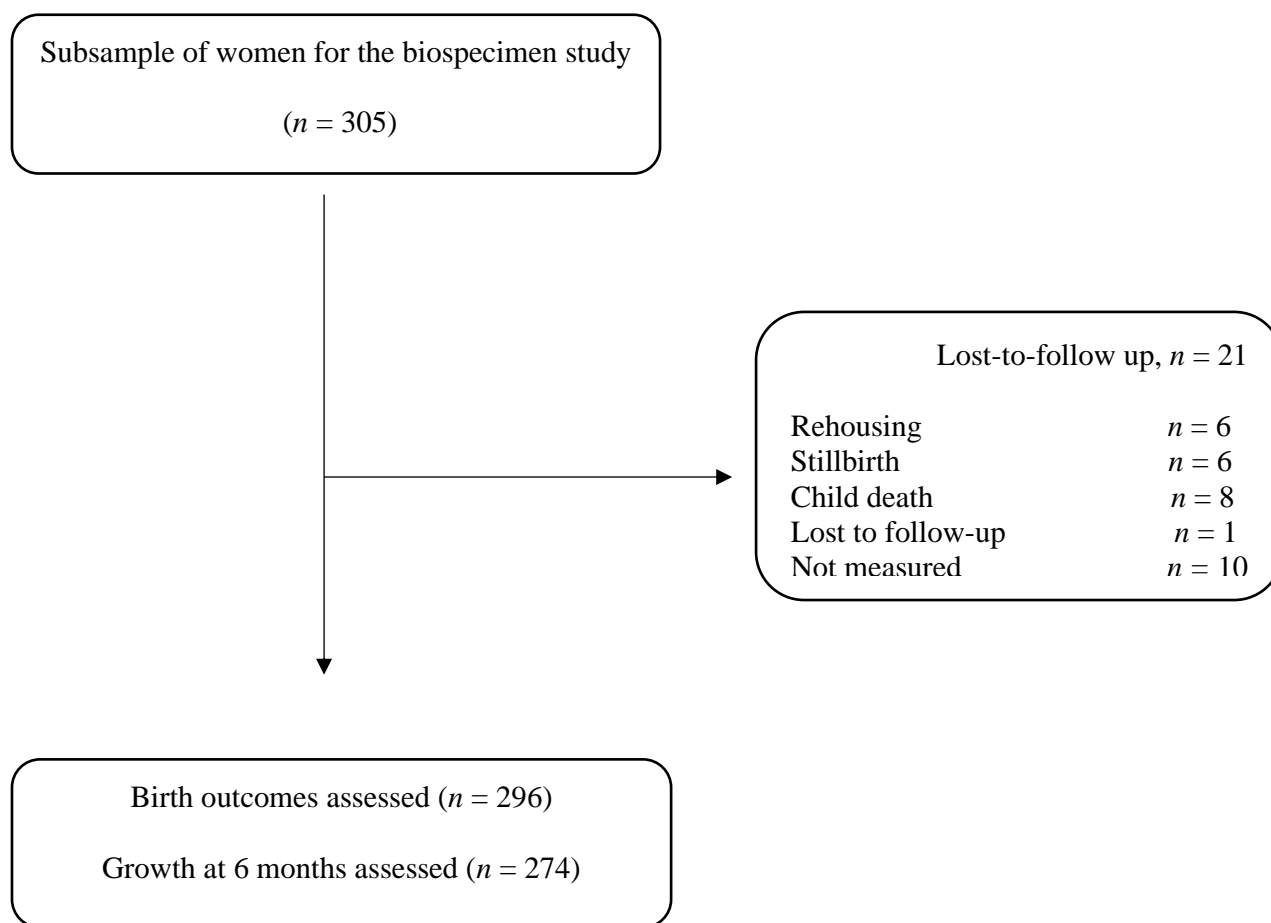 Subsample of women for the biospecimen study
(n = 305)
Lost-to-follow up, n = 21
Rehousing n = 6
Stillbirth n = 6
Child death n = 8
Lost to follow-up n = 1
Not measured n = 10
Birth outcomes assessed (n = 296)
Growth at 6 months assessed (n = 274)